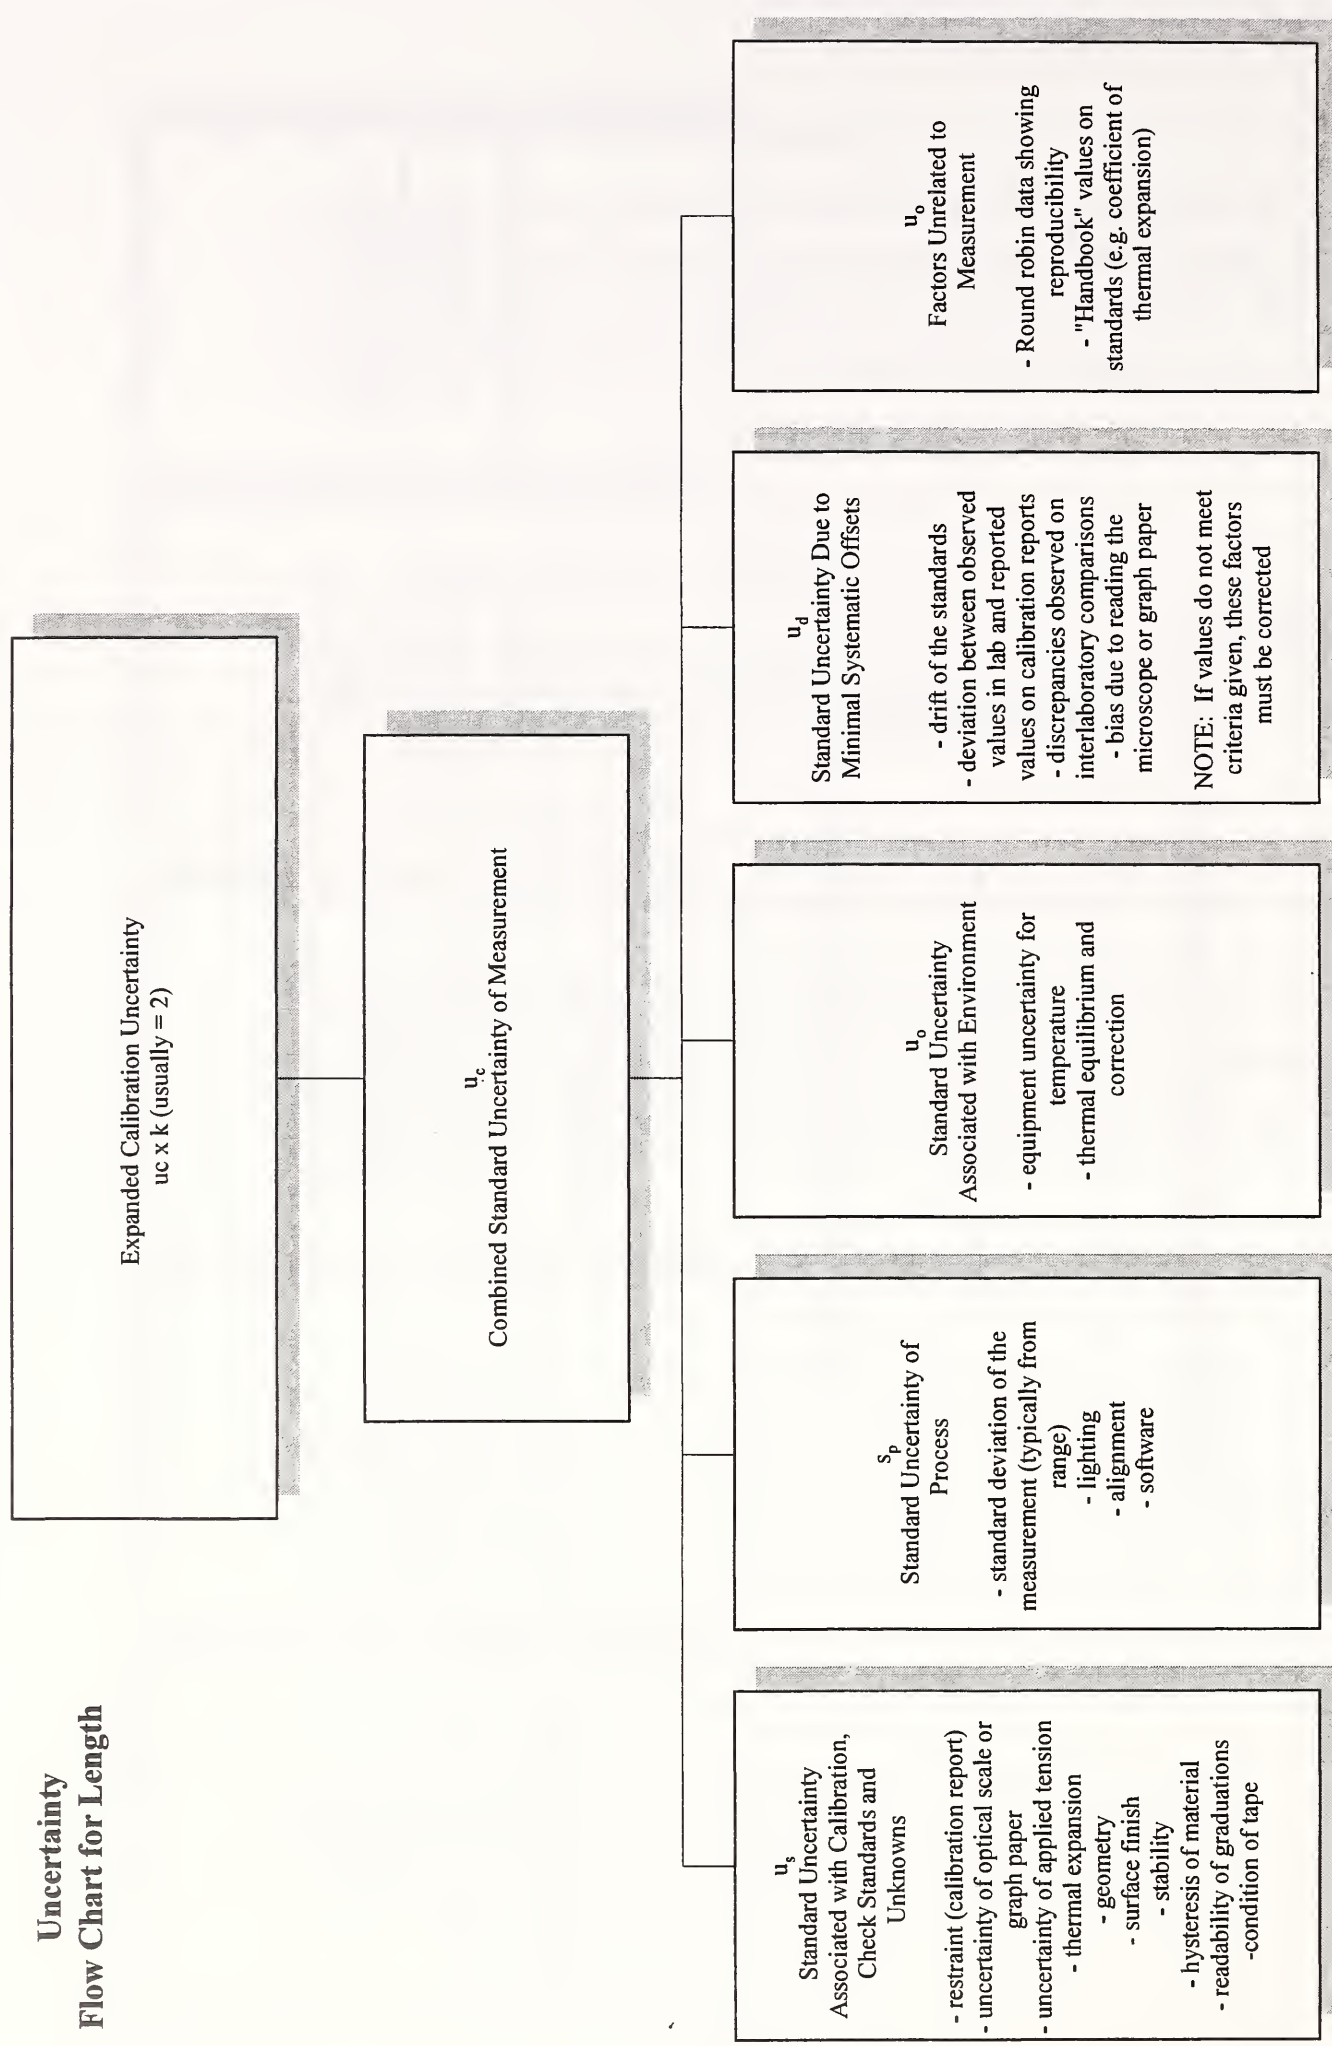 Uncertainty
Flow Chart for Length
Expanded Calibration Uncertainty
uc x k (usually = 2)
u_c
Combined Standard Uncertainty of Measurement
u_s
Standard Uncertainty
Associated with Calibration,
Check Standards and
Unknowns
- restraint (calibration report)
- uncertainty of optical scale or
graph paper
- uncertainty of applied tension
- thermal expansion
- geometry
- surface finish
- stability
- hysteresis of material
- readability of graduations
-condition of tape
s_p
Standard Uncertainty of
Process
- standard deviation of the
measurement (typically from
range)
- lighting
- alignment
- software
u_o
Standard Uncertainty
Associated with Environment
- equipment uncertainty for
temperature
- thermal equilibrium and
correction
u_d
Standard Uncertainty Due to
Minimal Systematic Offsets
- drift of the standards
- deviation between observed
values in lab and reported
values on calibration reports
- discrepancies observed on
interlaboratory comparisons
- bias due to reading the
microscope or graph paper
NOTE: If values do not meet
criteria given, these factors
must be corrected
u_o
Factors Unrelated to
Measurement
- Round robin data showing
reproducibility
- "Handbook" values on
standards (e.g. coefficient of
thermal expansion)